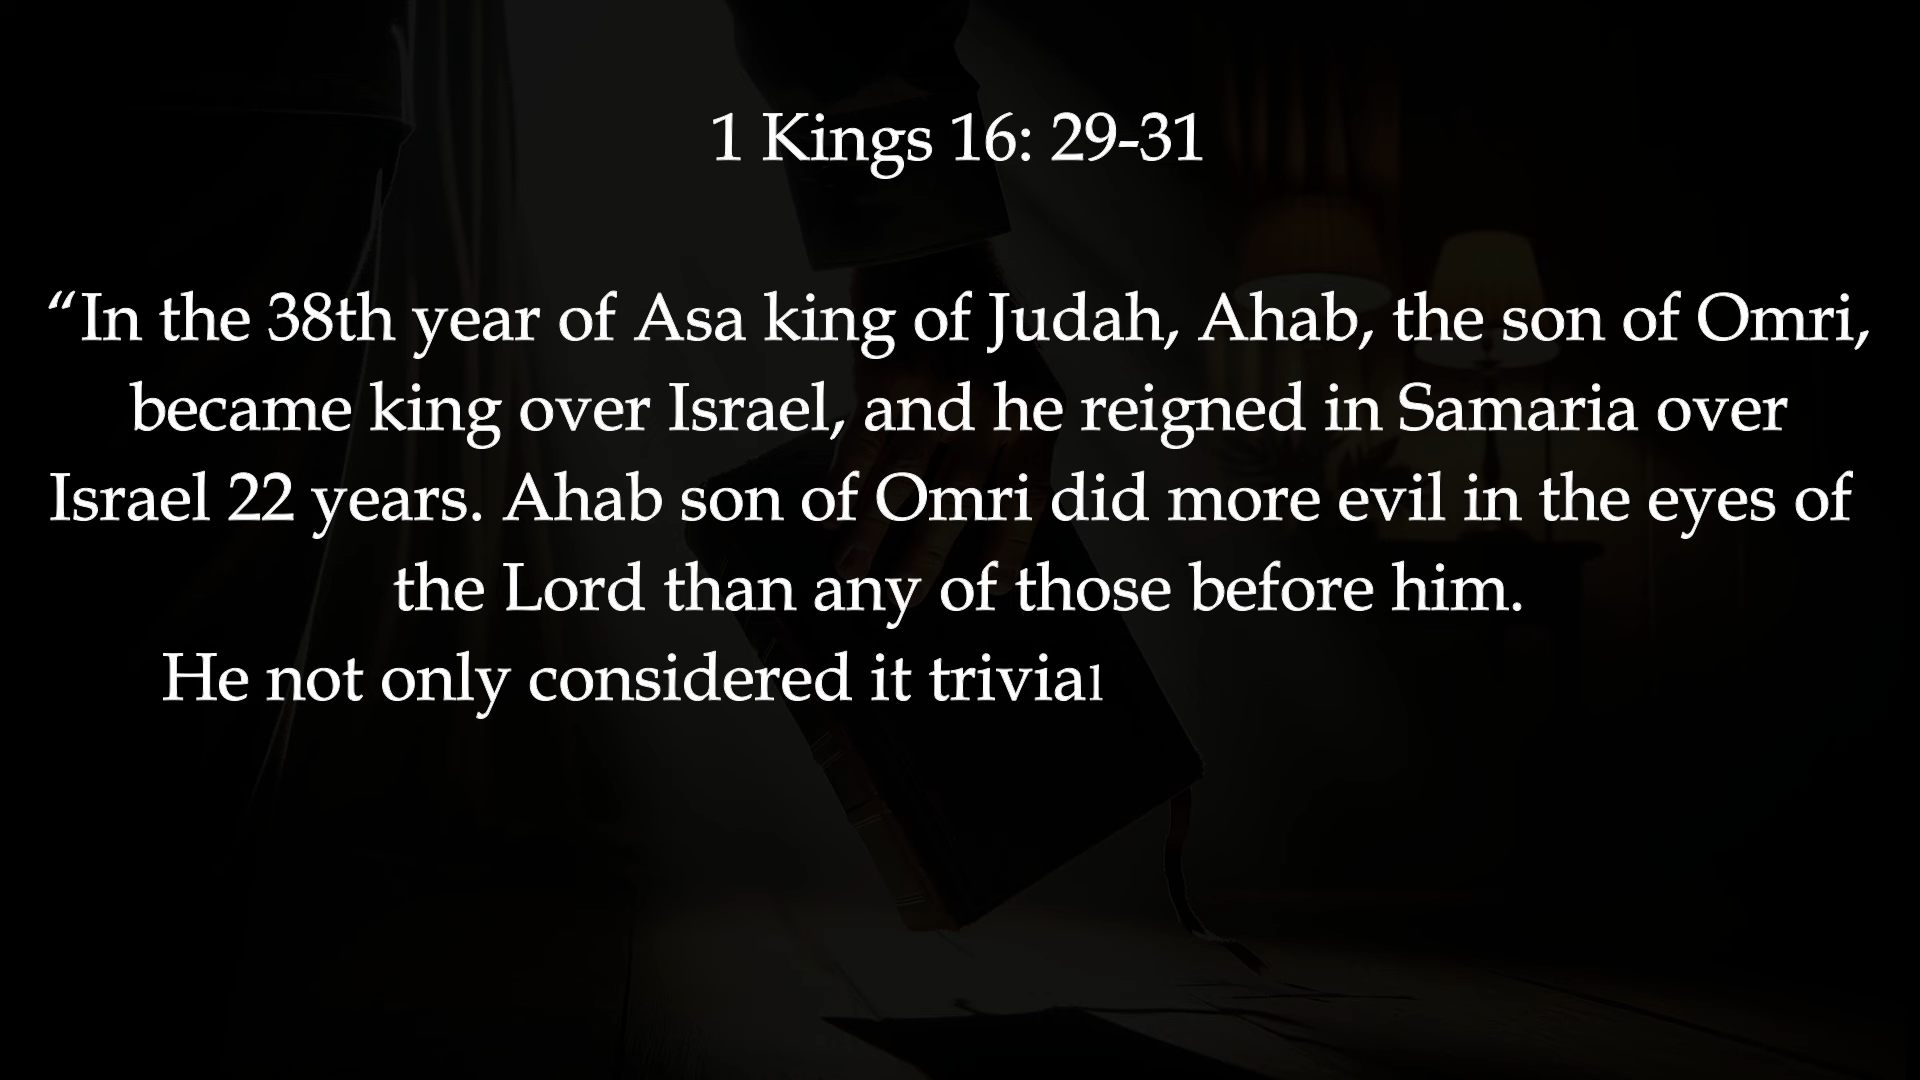 1 Kings 16: 29-31
“In the 38th year of Asa king of Judah, Ahab, the son of Omri,
became king over Israel, and he reigned in Samaria over
Israel 22 years. Ahab son of Omri did more evil in the eyes of
the Lord than any of those before him.
He not only considered it trivial